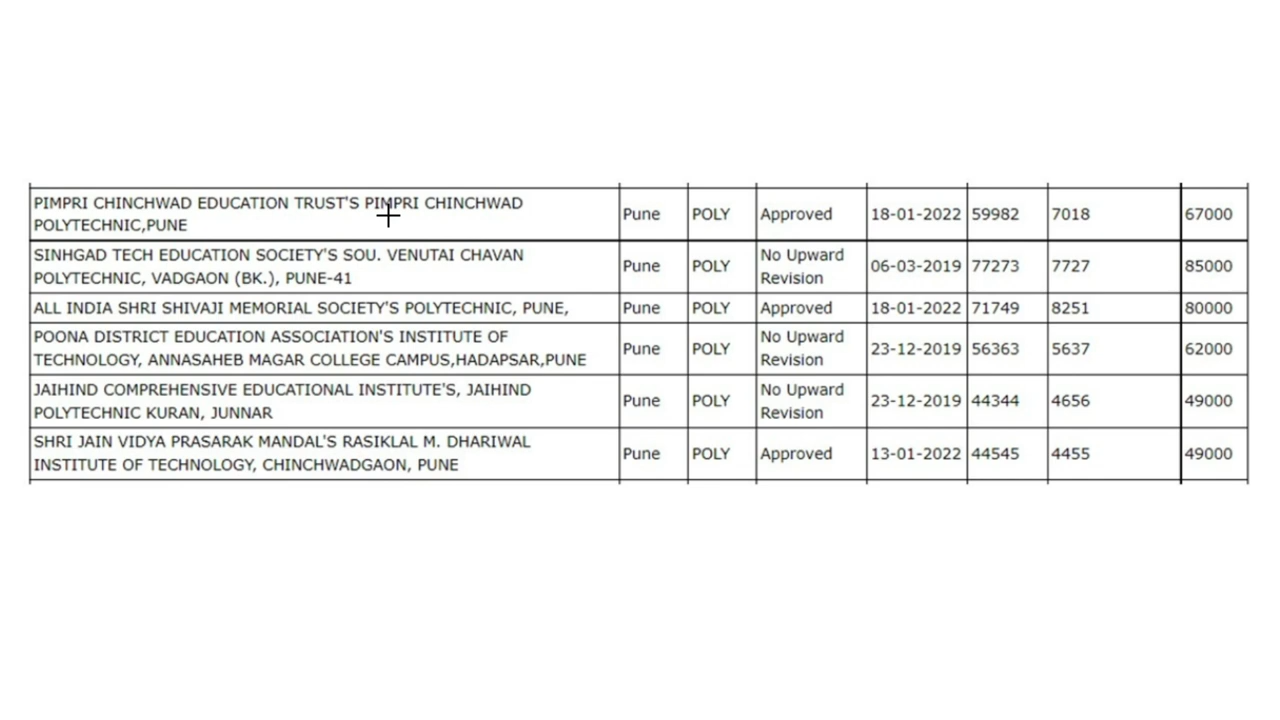 PIMPRI CHINCHWAD EDUCATION TRUST'S PIMPRI CHINCHWAD
POLYTECHNIC,PUNE
Pune POLY Approved 18-01-2022 59982 7018 67000
SINHGAD TECH EDUCATION SOCIETY'S SOU. VENUTAI CHAVAN
POLYTECHNIC, VADGAON (BK.), PUNE-41
Pune POLY No Upward
Revision
06-03-2019 77273 7727 85000
ALL INDIA SHRI SHIVAJI MEMORIAL SOCIETY'S POLYTECHNIC, PUNE, Pune POLY Approved 18-01-2022 71749 8251 80000
POONA DISTRICT EDUCATION ASSOCIATION'S INSTITUTE OF
TECHNOLOGY, ANNASAHEB MAGAR COLLEGE CAMPUS,HADAPSAR,PUNE
Pune POLY No Upward
Revision
23-12-2019 56363 5637 62000
JAIHIND COMPREHENSIVE EDUCATIONAL INSTITUTE'S, JAIHIND
POLYTECHNIC KURAN, JUNNAR
Pune POLY No Upward
Revision
23-12-2019 44344 4656 49000
SHRI JAIN VIDYA PRASARAK MANDAL'S RASIKLAL M. DHARIWAL
INSTITUTE OF TECHNOLOGY, CHINCHWADGAON, PUNE
Pune POLY Approved 13-01-2022 44545 4455 49000